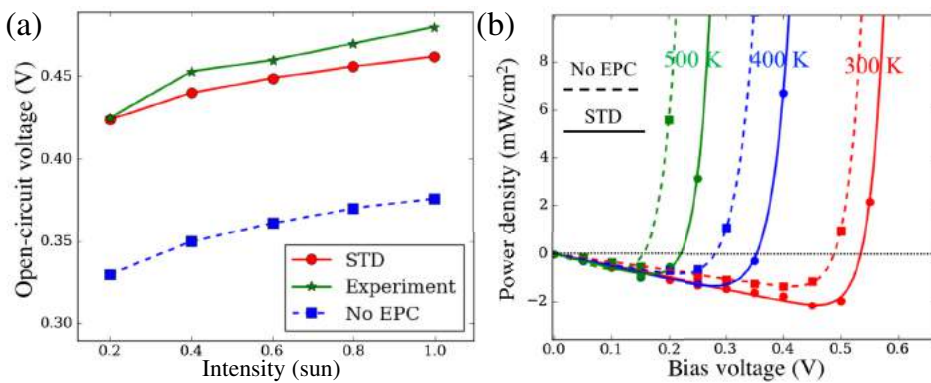 (a)
Open-circuit voltage (V)
0.45
0.40
0.35
0.30
STD
Experiment
No EPC
0.2 0.4 0.6 0.8 1.0
Intensity (sun)
(b)
Power density (mW/cm²)
8
6
4
2
0
−2
500 K 400 K 300 K
No EPC
STD
0.0 0.1 0.2 0.3 0.4 0.5 0.6
Bias voltage (V)